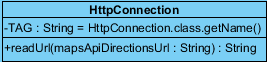 HttpConnection
-TAG : String = HttpConnection.class.getName()
+readUrl(mapsApiDirectionsUrl : String) : String